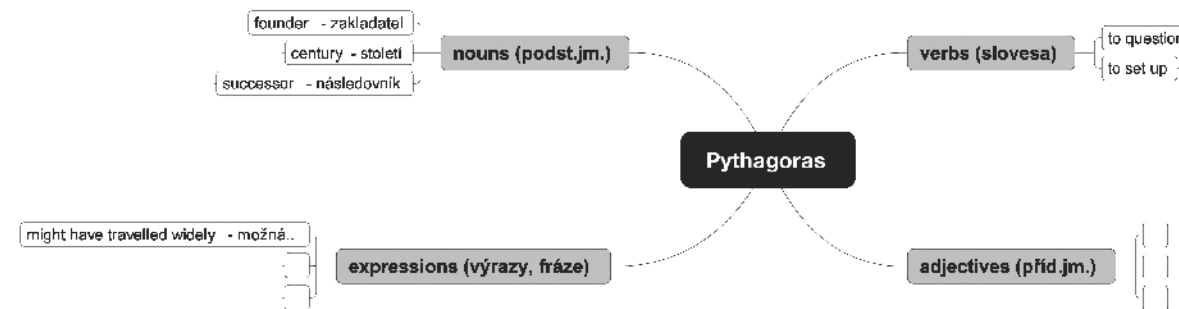 founder - zakladatel
century - století
successor - následovník
nouns (podst.jm.)
verbs (slovesa)
to question
to set up
Pythagoras
might have travelled widely - možná..
expressions (výrazy, fráze)
adjectives (příd.jm.)